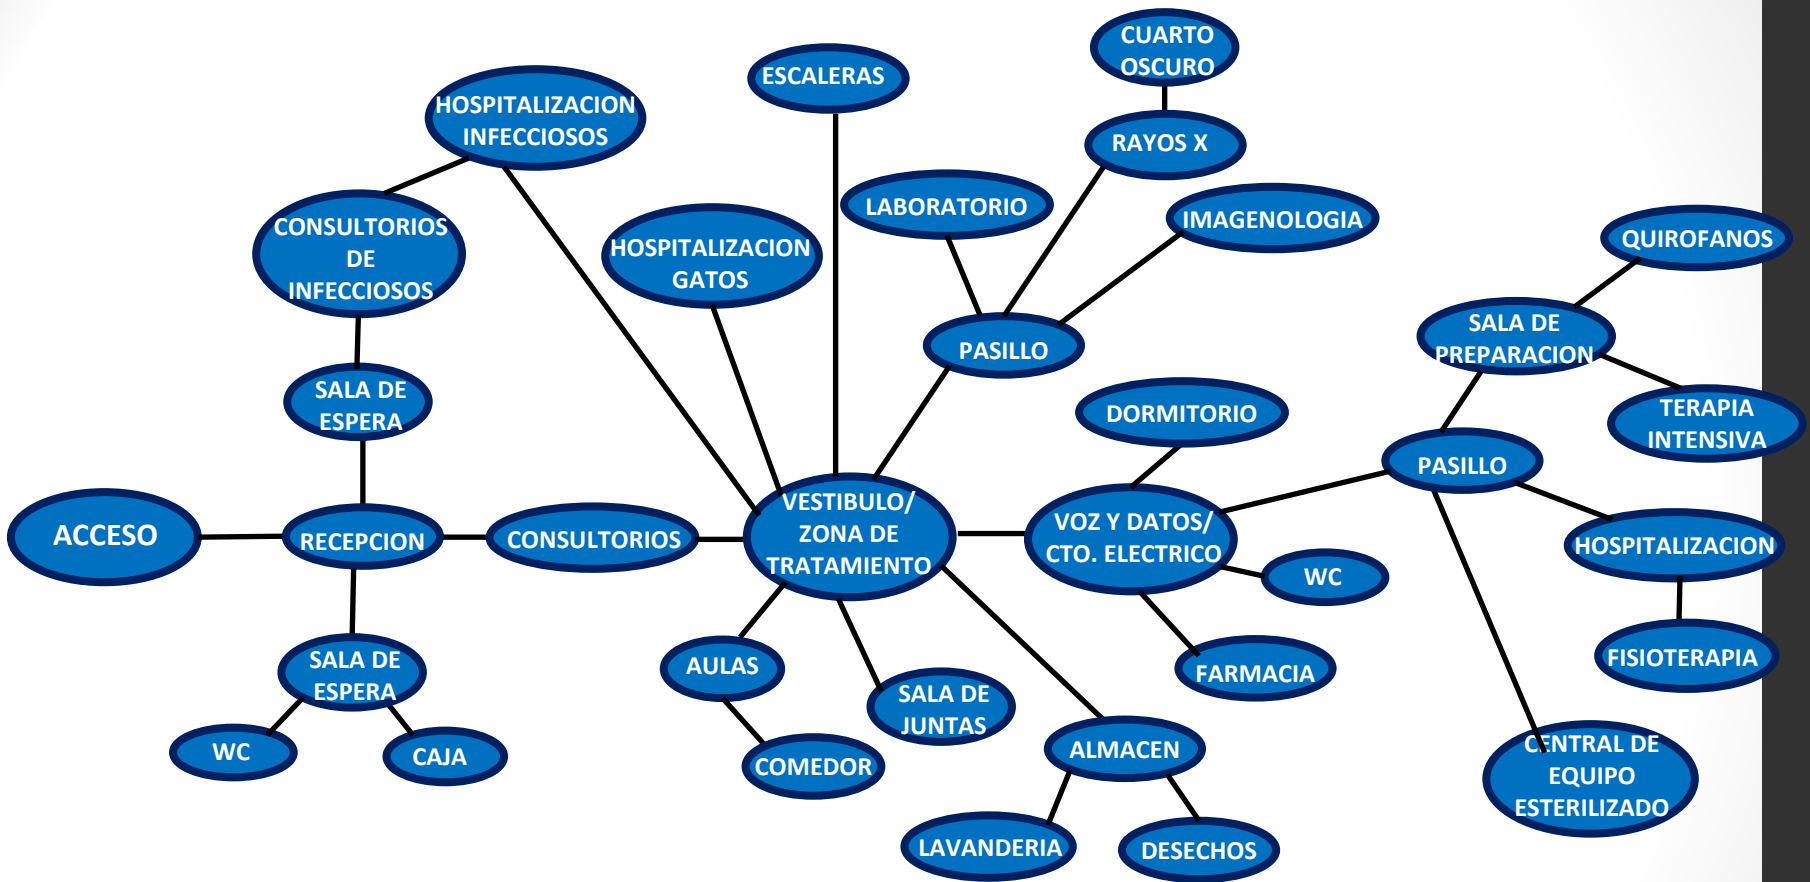 CUARTO
OSCURO
ESCALERAS
HOSPITALIZACION
INFECCIOSOS
RAYOS X
LABORATORIO
IMAGENOLOGIA
CONSULTORIOS
DE
INFECCIOSOS
HOSPITALIZACION
GATOS
QUIROFANOS
SALA DE
PREPARACION
PASILLO
SALA DE
ESPERA
DORMITORIO
TERAPIA
INTENSIVA
PASILLO
ACCESO
RECEPCION
CONSULTORIOS
VESTIBULO/
ZONA DE
TRATAMIENTO
VOZ Y DATOS/
CTO. ELECTRICO
HOSPITALIZACION
WC
SALA DE
ESPERA
AULAS
FARMACIA
FISIOTERAPIA
SALA DE
JUNTAS
WC
CAJA
COMEDOR
ALMACEN
CENTRAL DE
EQUIPO
ESTERILIZADO
LAVANDERIA
DESECHOS